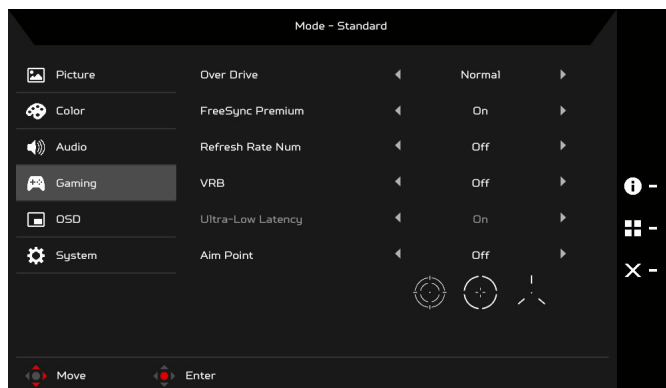 Mode - Standard
Picture
Over Drive Normal
Color
FreeSync Premium On
Audio
Refresh Rate Num Off
Gaming
VRB Off
OSD
Ultra-Low Latency On
System
Aim Point Off
Move Enter